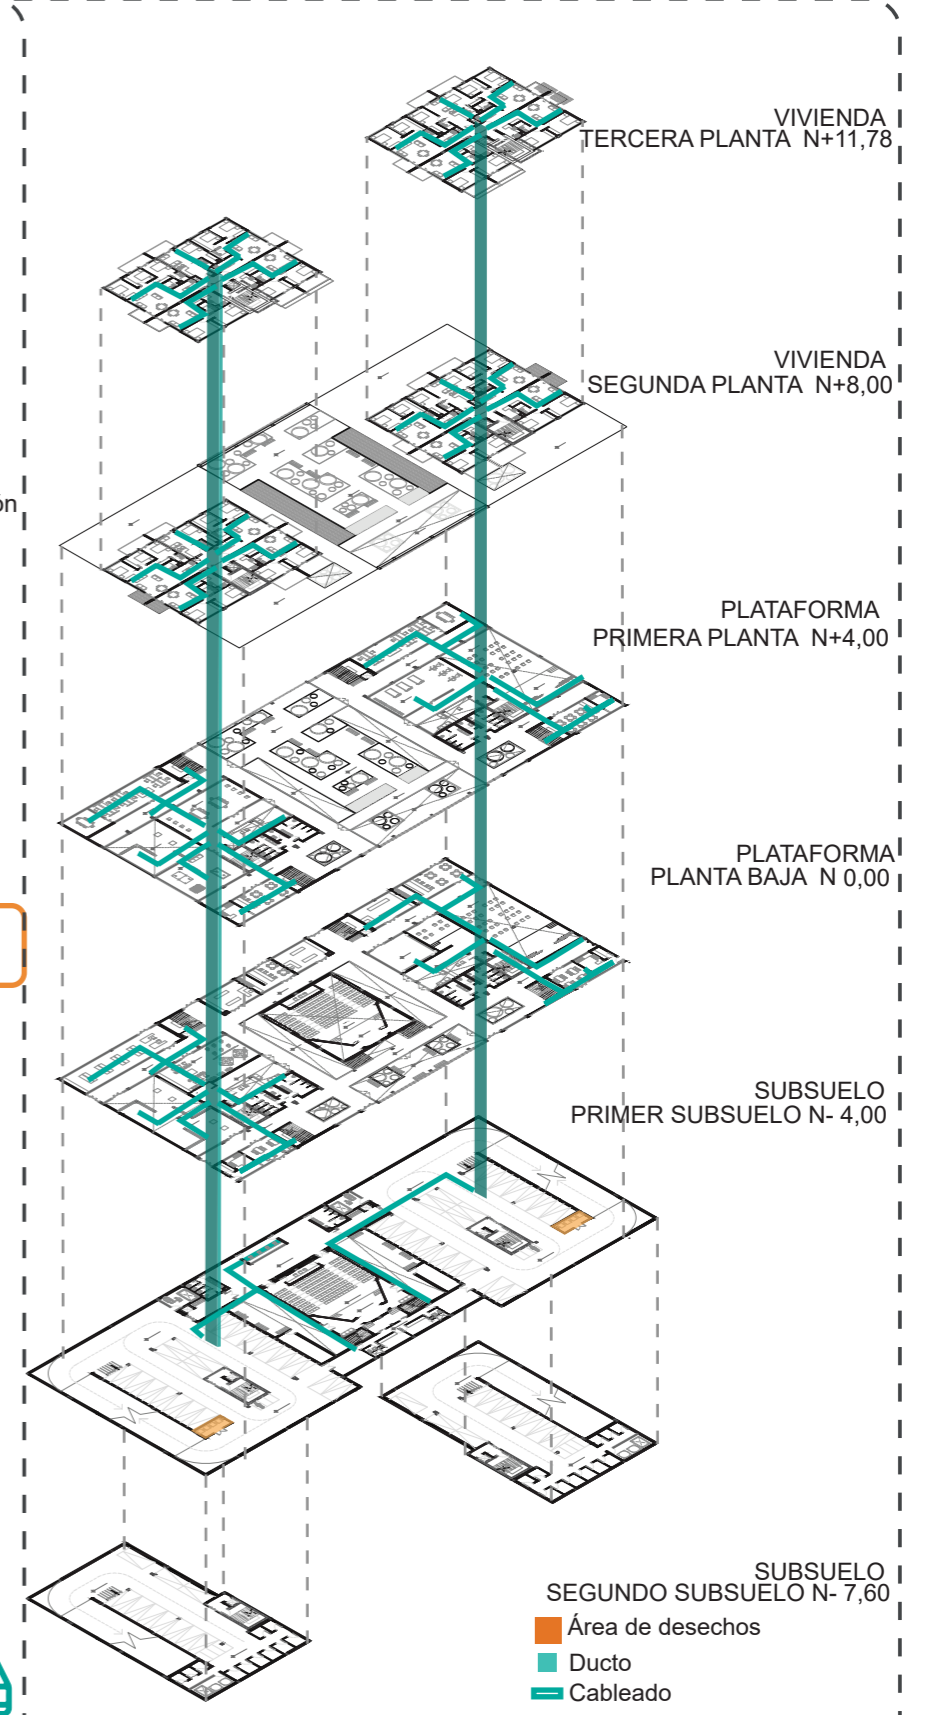 VIVIENDA
TERCERA PLANTA N+11,78
VIVIENDA
SEGUNDA PLANTA N+8,00
ón
PLATAFORMA
PRIMERA PLANTA N+4,00
PLATAFORMA
PLANTA BAJA N 0,00
SUBSUELO
PRIMER SUBSUELO N- 4,00
SUBSUELO
SEGUNDO SUBSUELO N- 7,60
Área de desechos
Ducto
Cableado